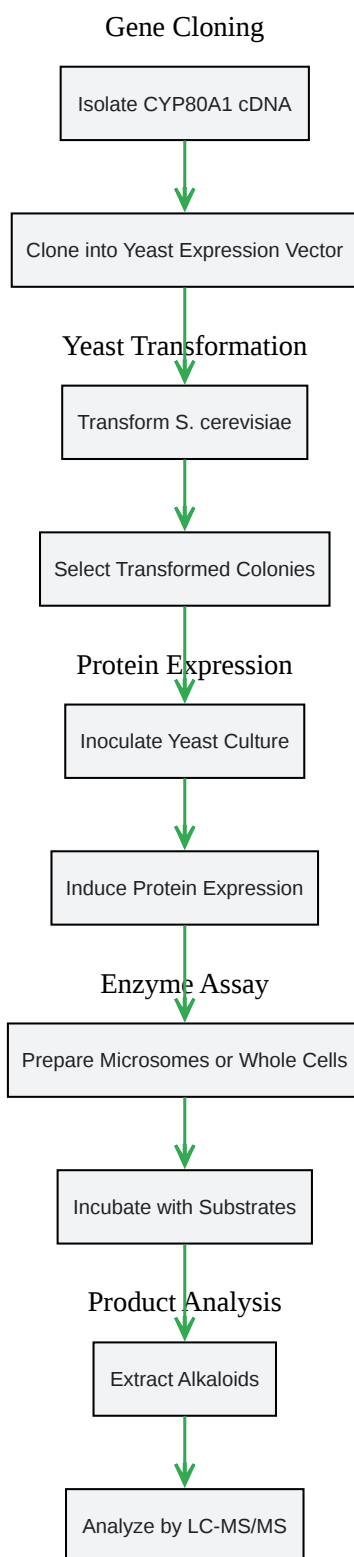 Gene Cloning
Isolate CYP80A1 cDNA
Clone into Yeast Expression Vector
Yeast Transformation
Transform S. cerevisiae
Select Transformed Colonies
Protein Expression
Inoculate Yeast Culture
Induce Protein Expression
Enzyme Assay
Prepare Microsomes or Whole Cells
Incubate with Substrates
Product Analysis
Extract Alkaloids
Analyze by LC-MS/MS